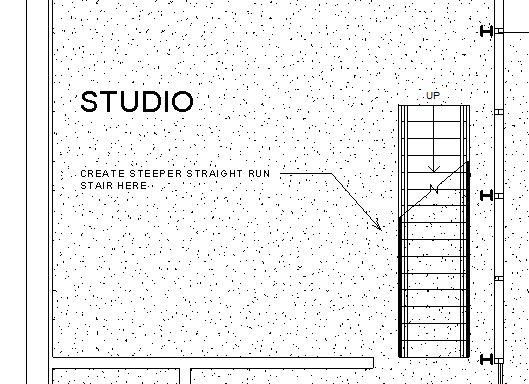 UP
STUDIO
CREATE STEEPER STRAIGHT RUN
STAIR HERE